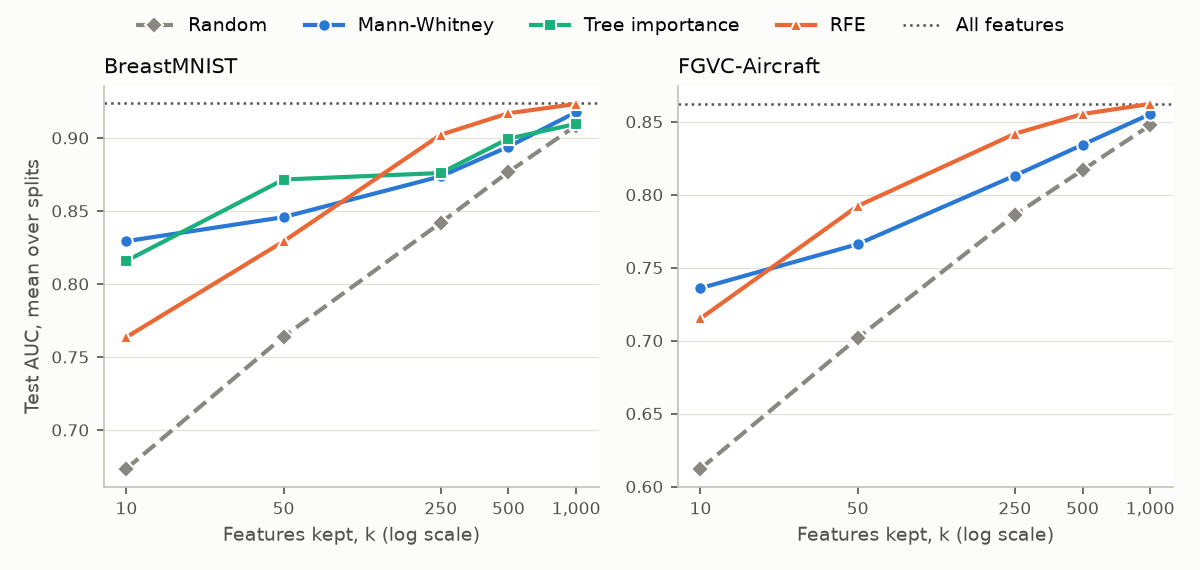 Random Mann-Whitney Tree importance RFE All features
BreastMNIST
Test AUC, mean over splits
0.90
0.85
0.80
0.75
0.70
10 50 250 500 1,000
Features kept, k (log scale)
FGVC-Aircraft
0.85
0.80
0.75
0.70
0.65
0.60
10 50 250 500 1,000
Features kept, k (log scale)